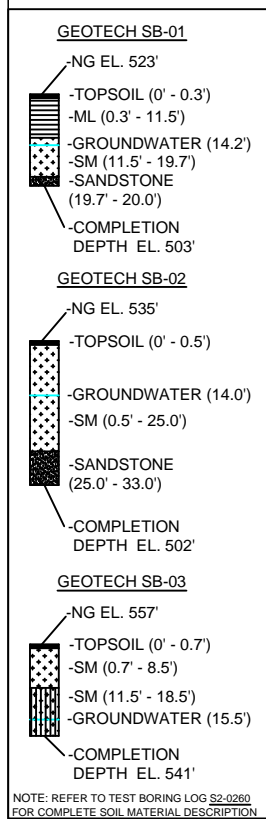 GEOTECH SB-01
-NG EL. 523'
-TOPSOIL (0' - 0.3')
-ML (0.3' - 11.5')
-GROUNDWATER (14.2')
-SM (11.5' - 19.7')
-SANDSTONE
(19.7' - 20.0')
-COMPLETION
DEPTH EL. 503'
GEOTECH SB-02
-NG EL. 535'
-TOPSOIL (0' - 0.5')
-GROUNDWATER (14.0')
-SM (0.5' - 25.0')
-SANDSTONE
(25.0' - 33.0')
-COMPLETION
DEPTH EL. 502'
GEOTECH SB-03
-NG EL. 557'
-TOPSOIL (0' - 0.7')
-SM (0.7' - 8.5')
-SM (11.5' - 18.5')
-GROUNDWATER (15.5')
-COMPLETION
DEPTH EL. 541'
NOTE: REFER TO TEST BORING LOG S2-0260
FOR COMPLETE SOIL MATERIAL DESCRIPTION